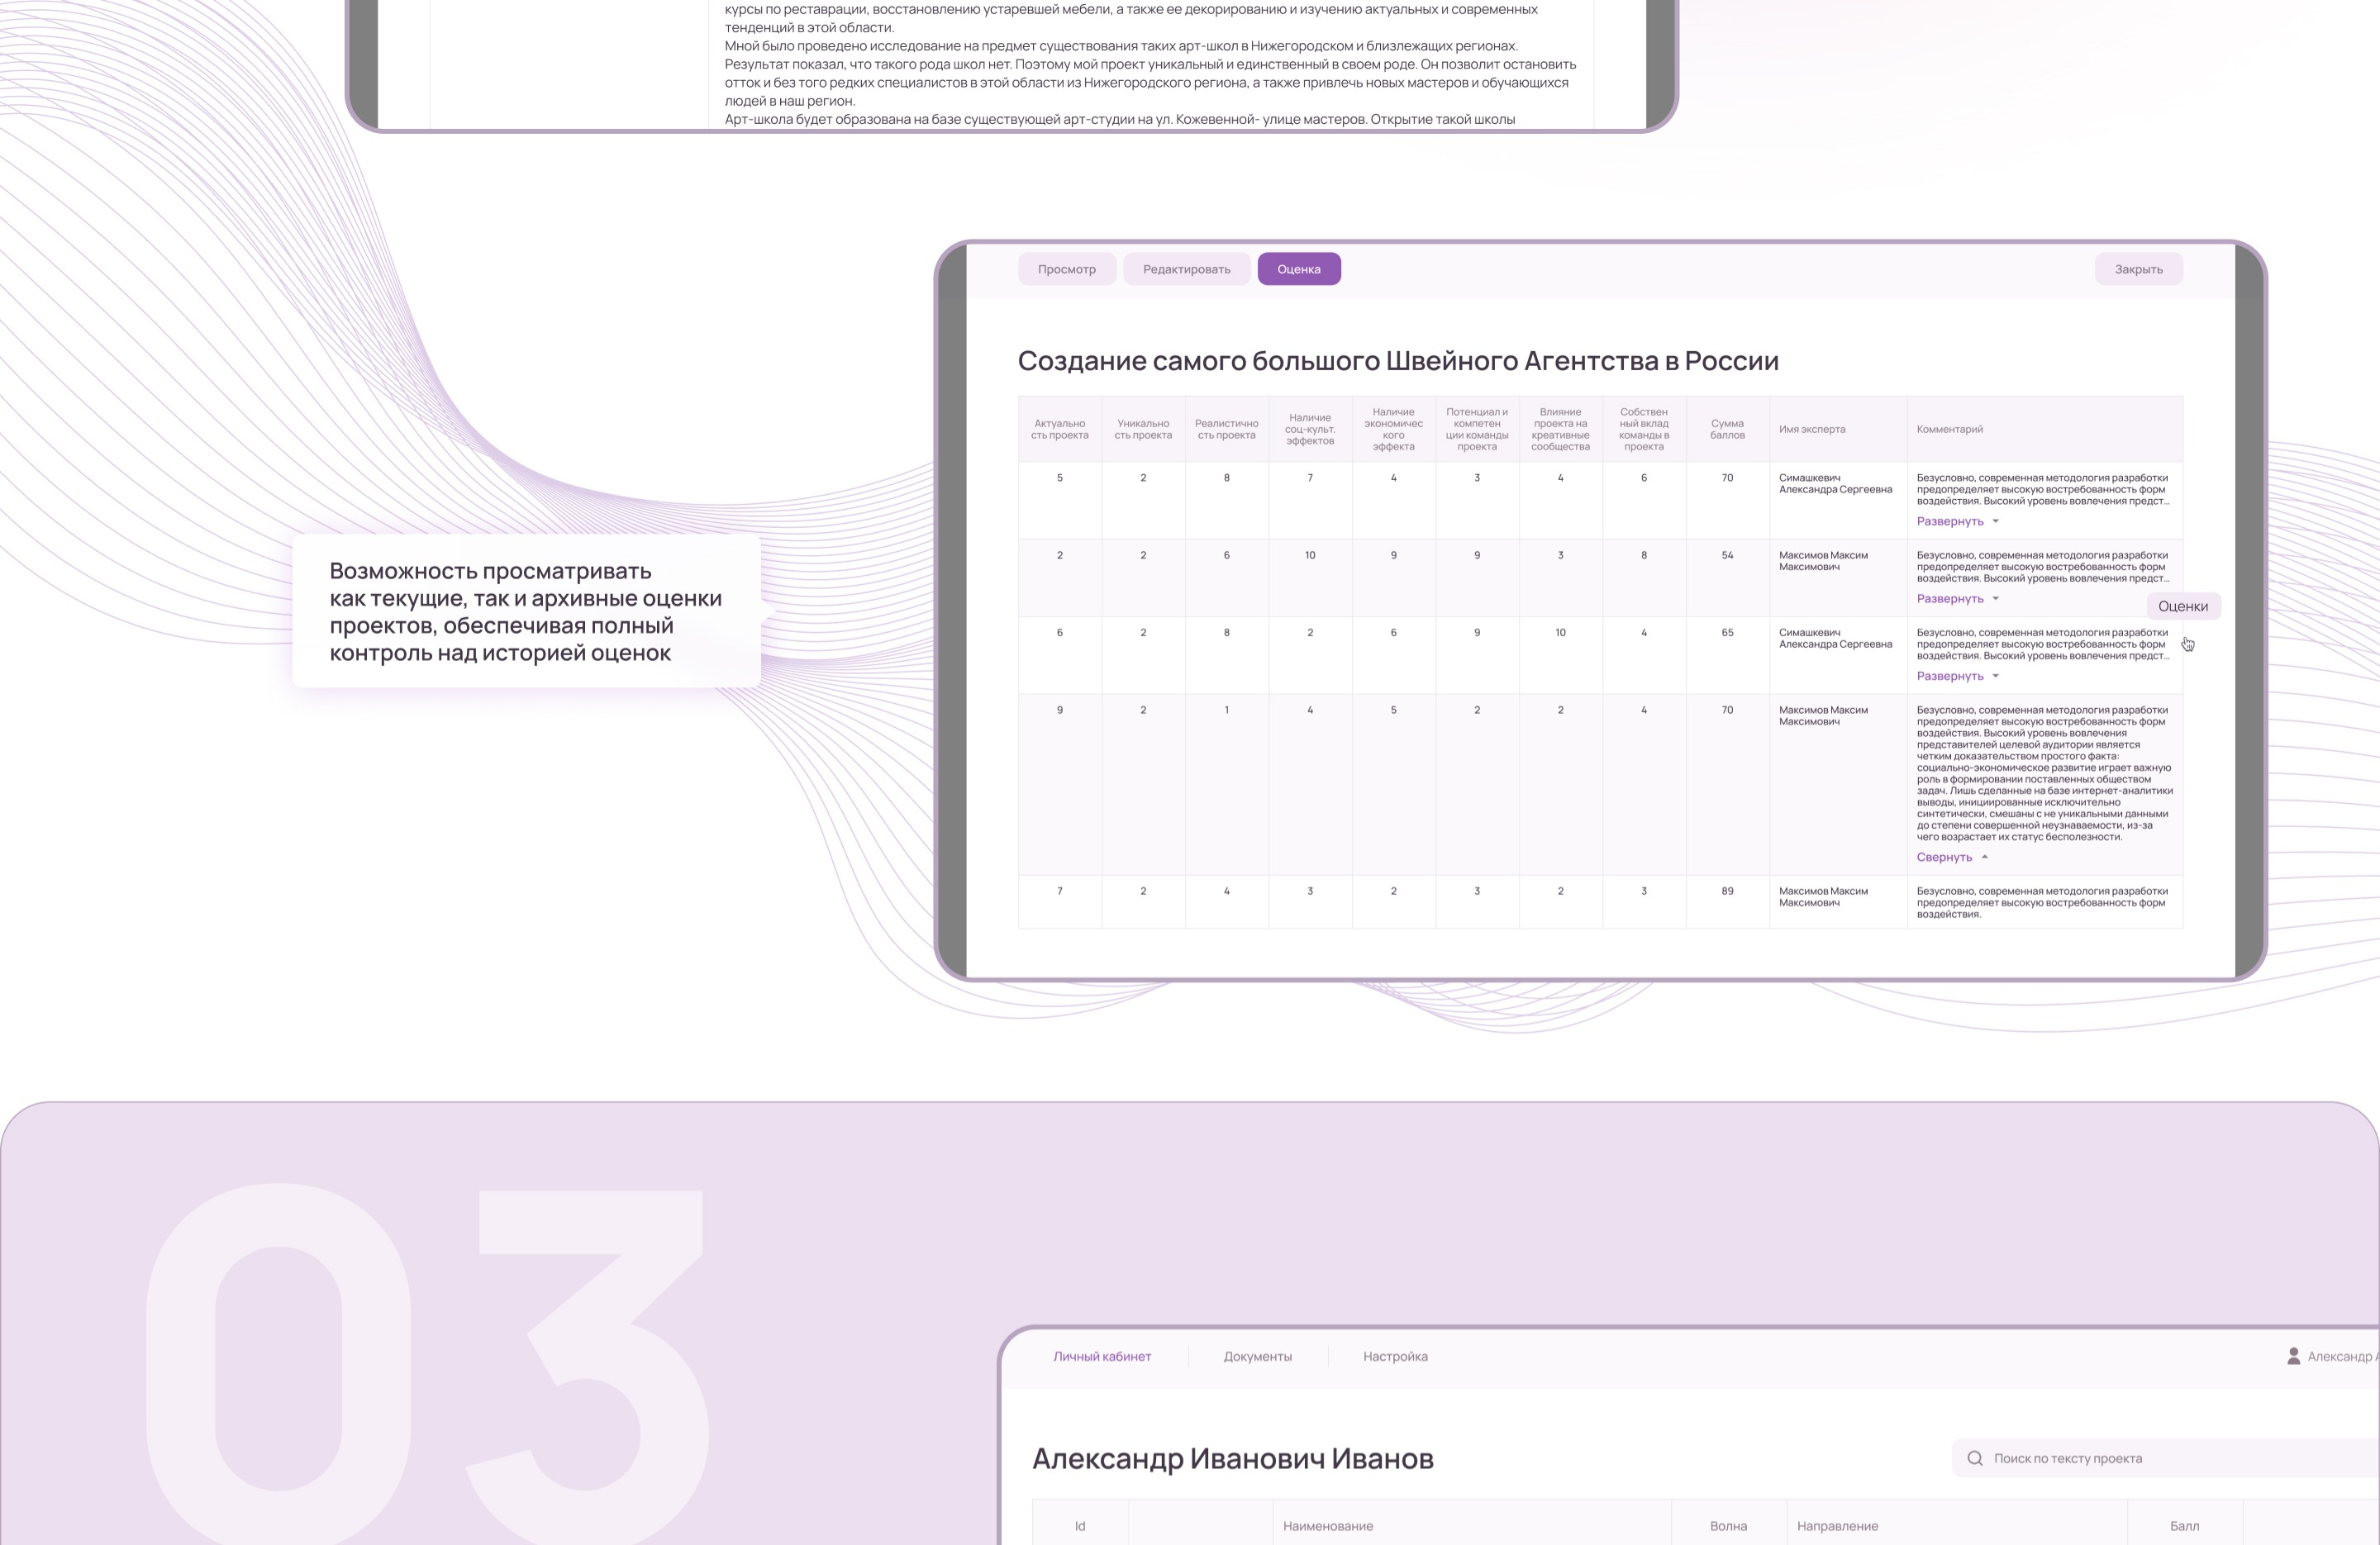 курсы по реставрации, восстановлению устаревшей мебели, а также ее декорированию и изучению актуальных и современных
тенденций в этой области.
Мной было проведено исследование на предмет существования таких арт-школ в Нижегородском и близлежащих регионах.
Результат показал, что такого рода школ нет. Поэтому мой проект уникальный и единственный в своем роде. Он позволит остановить
отток и без того редких специалистов в этой области из Нижегородского региона, а также привлечь новых мастеров и обучающихся
людей в наш регион.
Арт-школа будет образована на базе существующей арт-студии на ул. Кожевенной- улице мастеров. Открытие такой школы
Просмотр
Редактировать
Оценка
Закрыть
Создание самого большого Швейного Агентства в России
Актуально
сть проекта
Уникально
сть проекта
Реалистично
сть проекта
Наличие
соц-культ.
эффектов
Наличие
экономичес
кого
эффекта
Потенциал и
компетен
ции команды
проекта
Влияние
проекта на
креативные
сообщества
Собствен
ный вклад
команды в
проекта
Сумма
баллов
Имя эксперта
Комментарий
5 2 8 7 4 3 4 6 70
Симашкевич
Александра Сергеевна
Безусловно, современная методология разработки
предопределяет высокую востребованность форм
воздействия. Высокий уровень вовлечения предст...
Развернуть
2 2 6 10 9 9 3 8 54
Максимов Максим
Максимович
Безусловно, современная методология разработки
предопределяет высокую востребованность форм
воздействия. Высокий уровень вовлечения предст...
Развернуть
Оценки
6 2 8 2 6 9 10 4 65
Симашкевич
Александра Сергеевна
Безусловно, современная методология разработки
предопределяет высокую востребованность форм
воздействия. Высокий уровень вовлечения предст...
Развернуть
9 2 1 4 5 2 2 4 70
Максимов Максим
Максимович
Безусловно, современная методология разработки
предопределяет высокую востребованность форм
воздействия. Высокий уровень вовлечения
представителей целевой аудитории является
четким доказательством простого факта:
социально-экономическое развитие играет важную
роль в формировании поставленных обществом
задач. Лишь сделанные на базе интернет-аналитики
выводы, инициированные исключительно
синтетически, смешаны с не уникальными данными
до степени совершенной неузнаваемости, из-за
чего возрастает их статус бесполезности.
Свернуть
7 2 4 3 2 3 2 3 89
Максимов Максим
Максимович
Безусловно, современная методология разработки
предопределяет высокую востребованность форм
воздействия.
Возможность просматривать
как текущие, так и архивные оценки
проектов, обеспечивая полный
контроль над историей оценок
03
Личный кабинет
Документы
Настройка
Александр
Александр Иванович Иванов
Поиск по тексту проекта
Id
Наименование
Волна
Направление
Балл